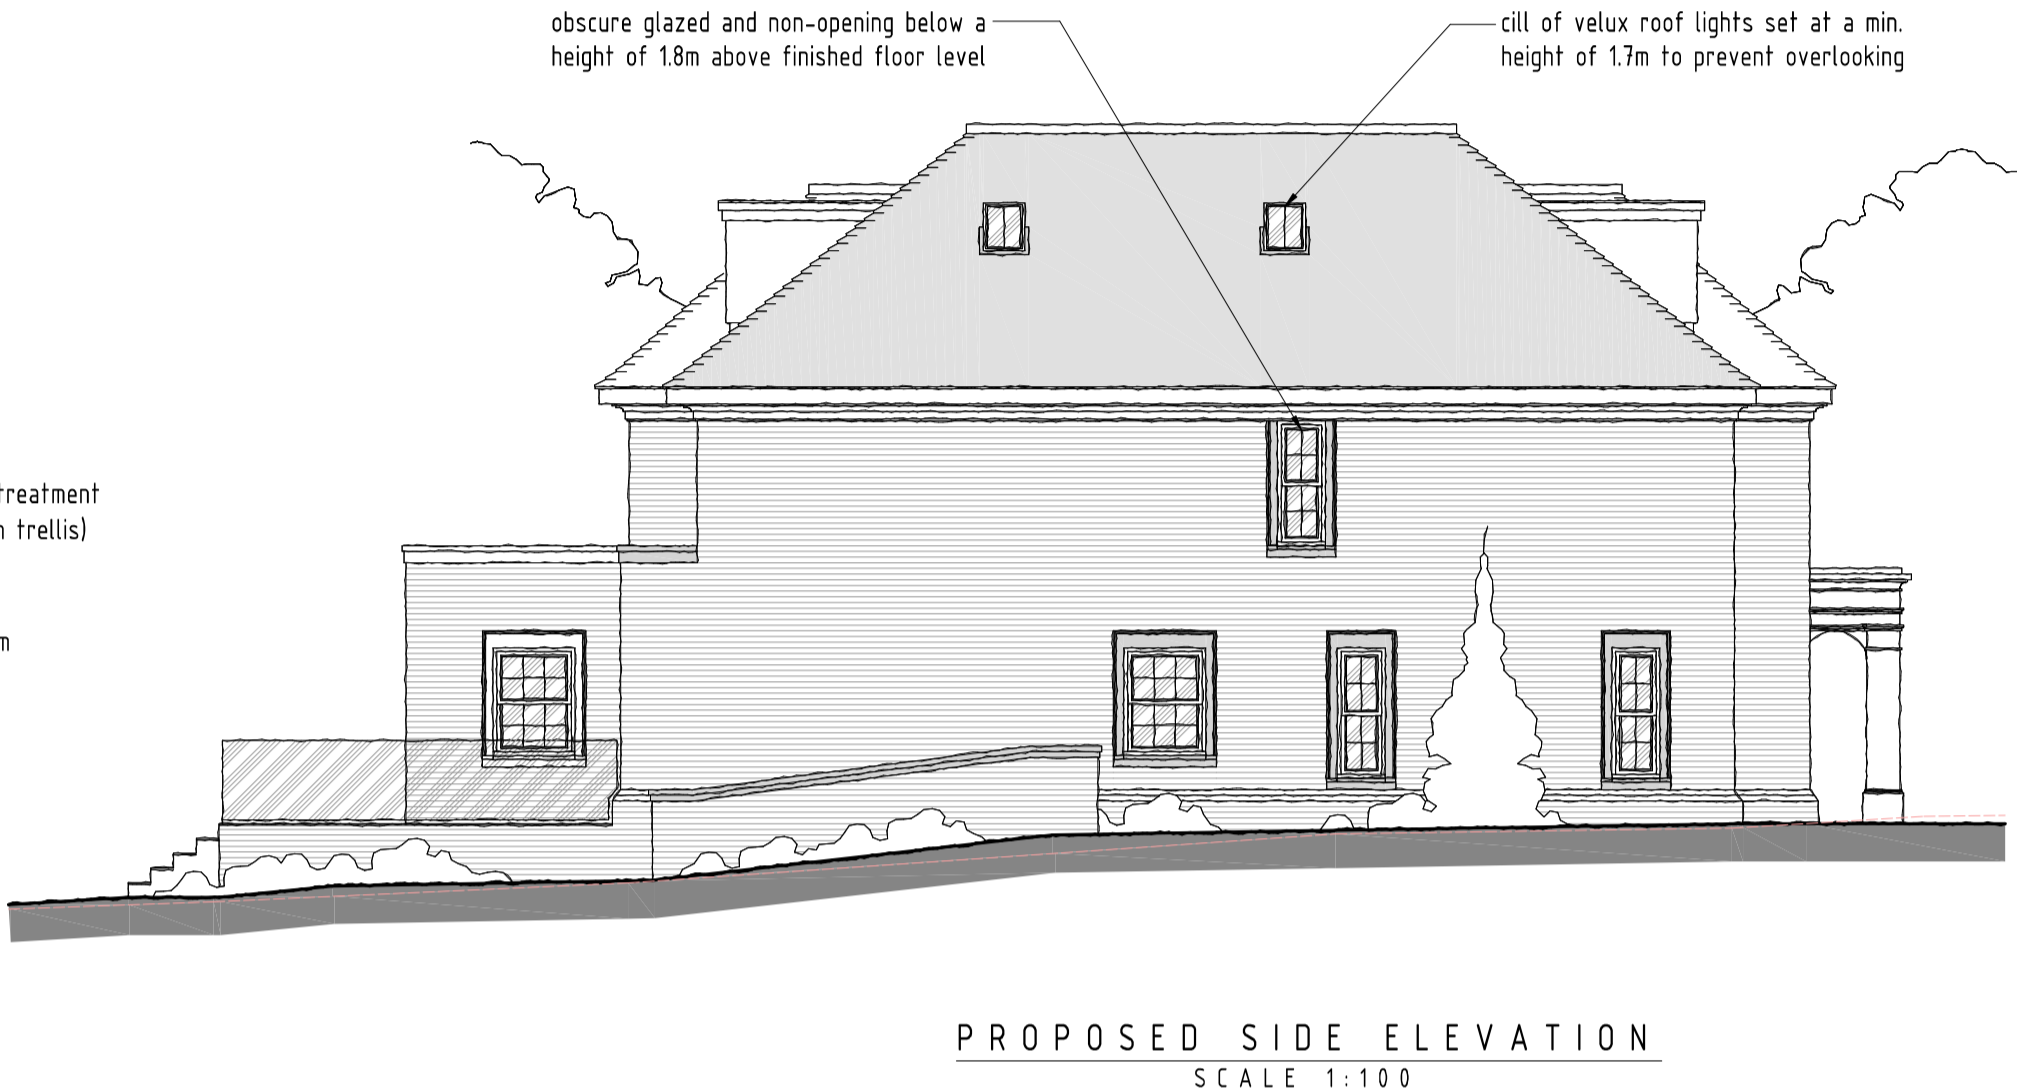 obscure glazed and non-opening below a
height of 1.8m above finished floor level
cill of velux roof lights set at a min.
height of 1.7m to prevent overlooking
treatment
trellis)
PROPOSED SIDE ELEVATION
SCALE 1:100